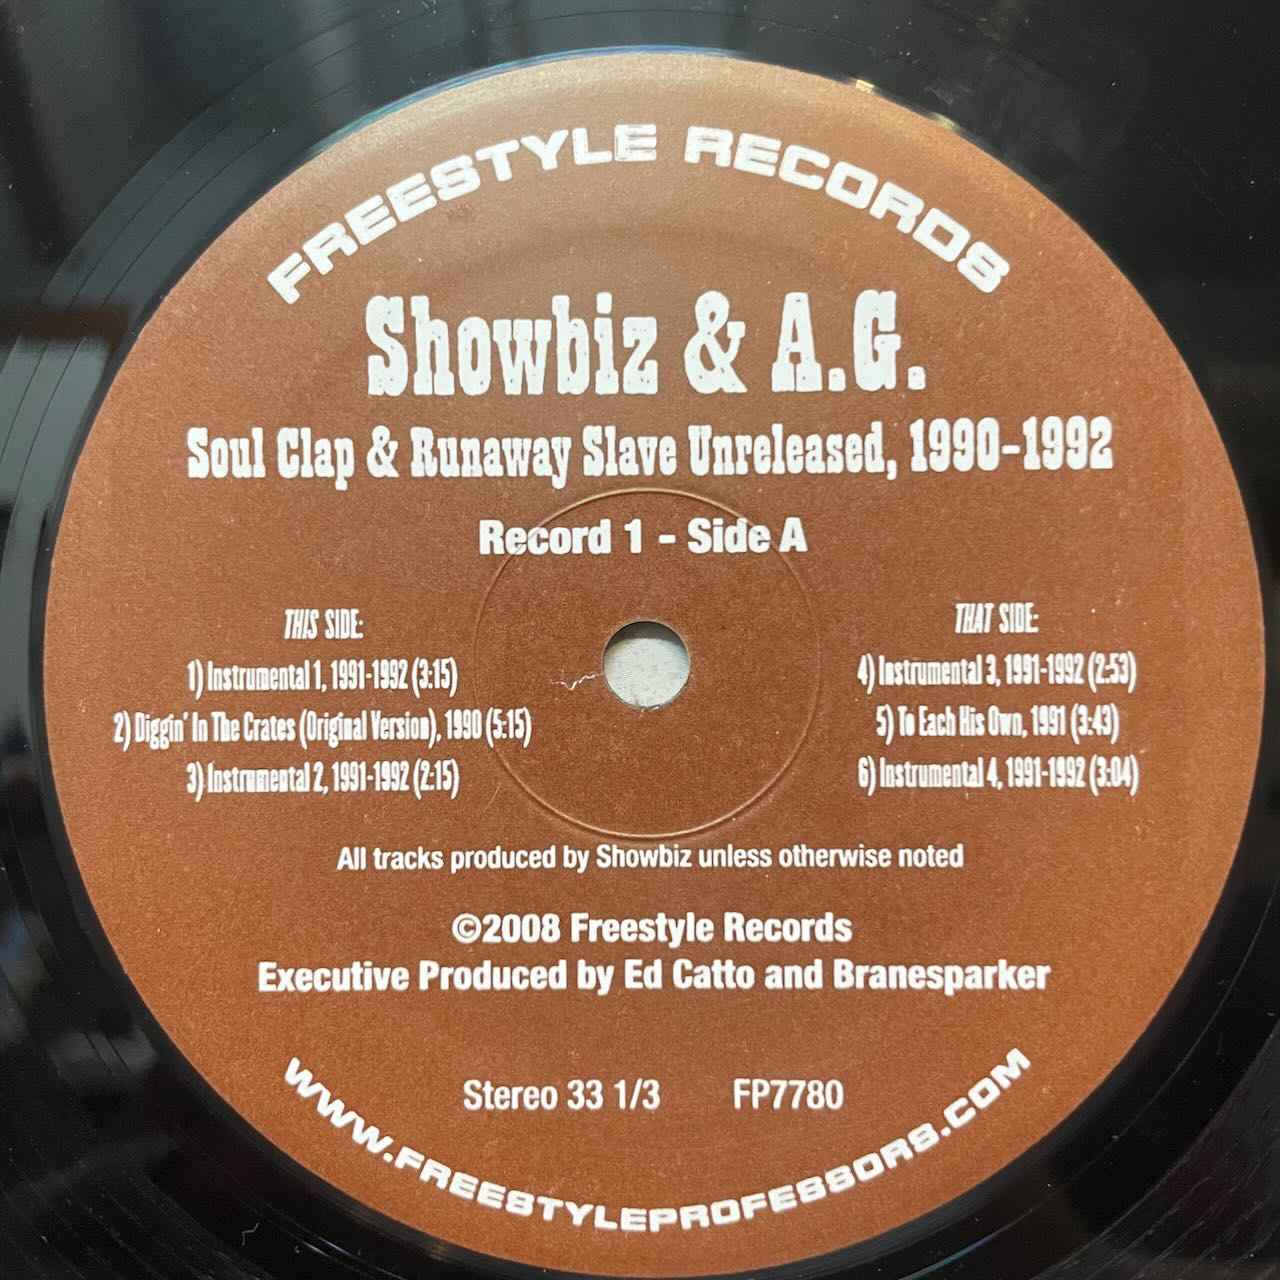 FREESTYLE RECORDS
Showbiz & A.G.
Soul Clap & Runaway Slave Unreleased, 1990-1992
Record 1 - Side A
THIS SIDE:
1) Instrumental 1, 1991-1992 (3:15)
2) Diggin' In The Crates (Original Version), 1990 (5:15)
3) Instrumental 2, 1991-1992 (2:15)
THAT SIDE:
4) Instrumental 3, 1991-1992 (2:53)
5) To Each His Own, 1991 (3:43)
6) Instrumental 4, 1991-1992 (3:04)
All tracks produced by Showbiz unless otherwise noted
©2008 Freestyle Records
Executive Produced by Ed Catto and Branesparker
Stereo 33 1/3 FP7780
WWW.FREESTYLEPROFESSORS.COM